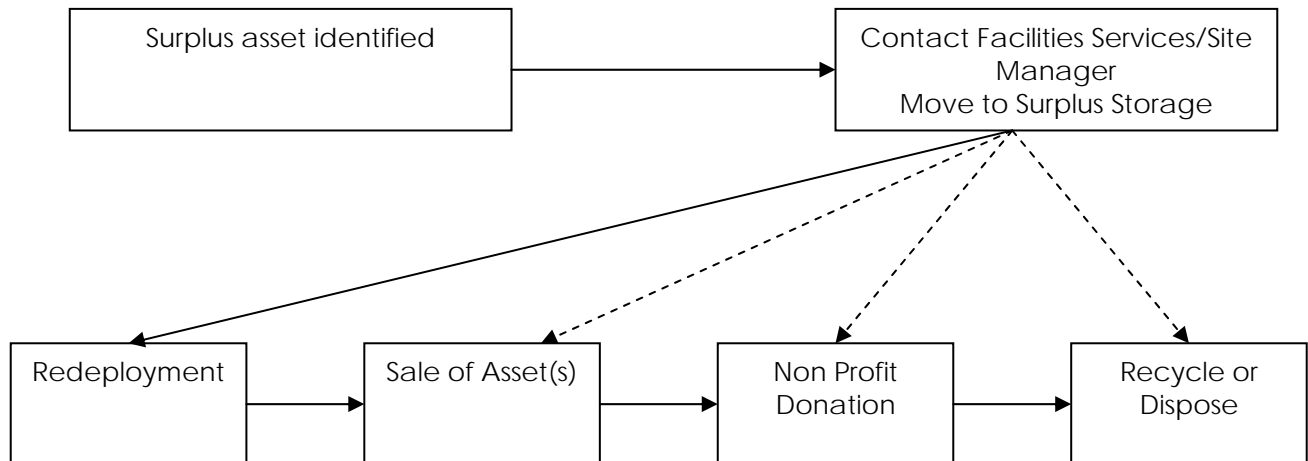 Surplus asset identified
Contact Facilities Services/Site
Manager
Move to Surplus Storage
Redeployment
Sale of Asset(s)
Non Profit
Donation
Recycle or
Dispose